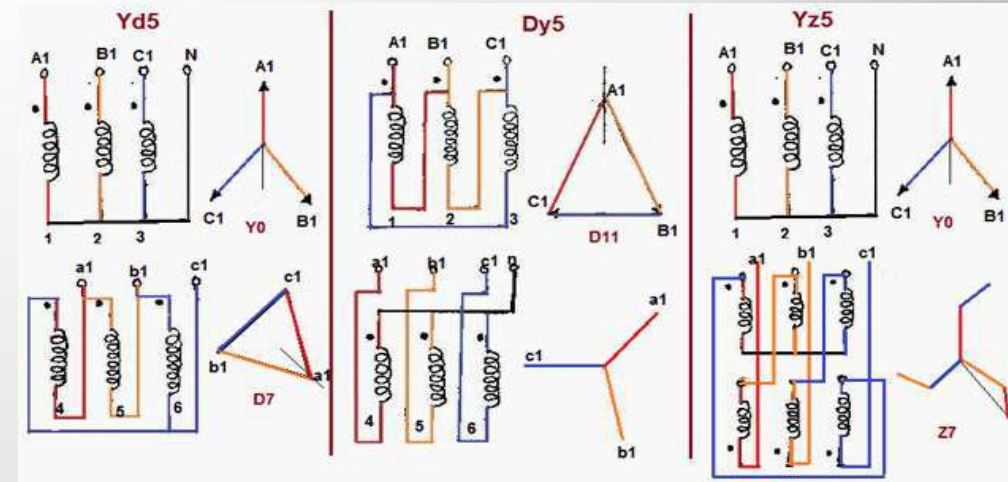 Yd5
A1 B1 C1 N
A1
C1 B1
Y0
1 2 3
a1 b1 c1
4 5 6
c1
b1 a1
D7
Dy5
A1 B1 C1
1 2 3
A1
C1 B1
D11
a1 b1 c1 n
4 5 6
a1
c1
b1
Yz5
A1 B1 C1 N
A1
C1 B1
Y0
1 2 3
a1 b1 c1
Z7